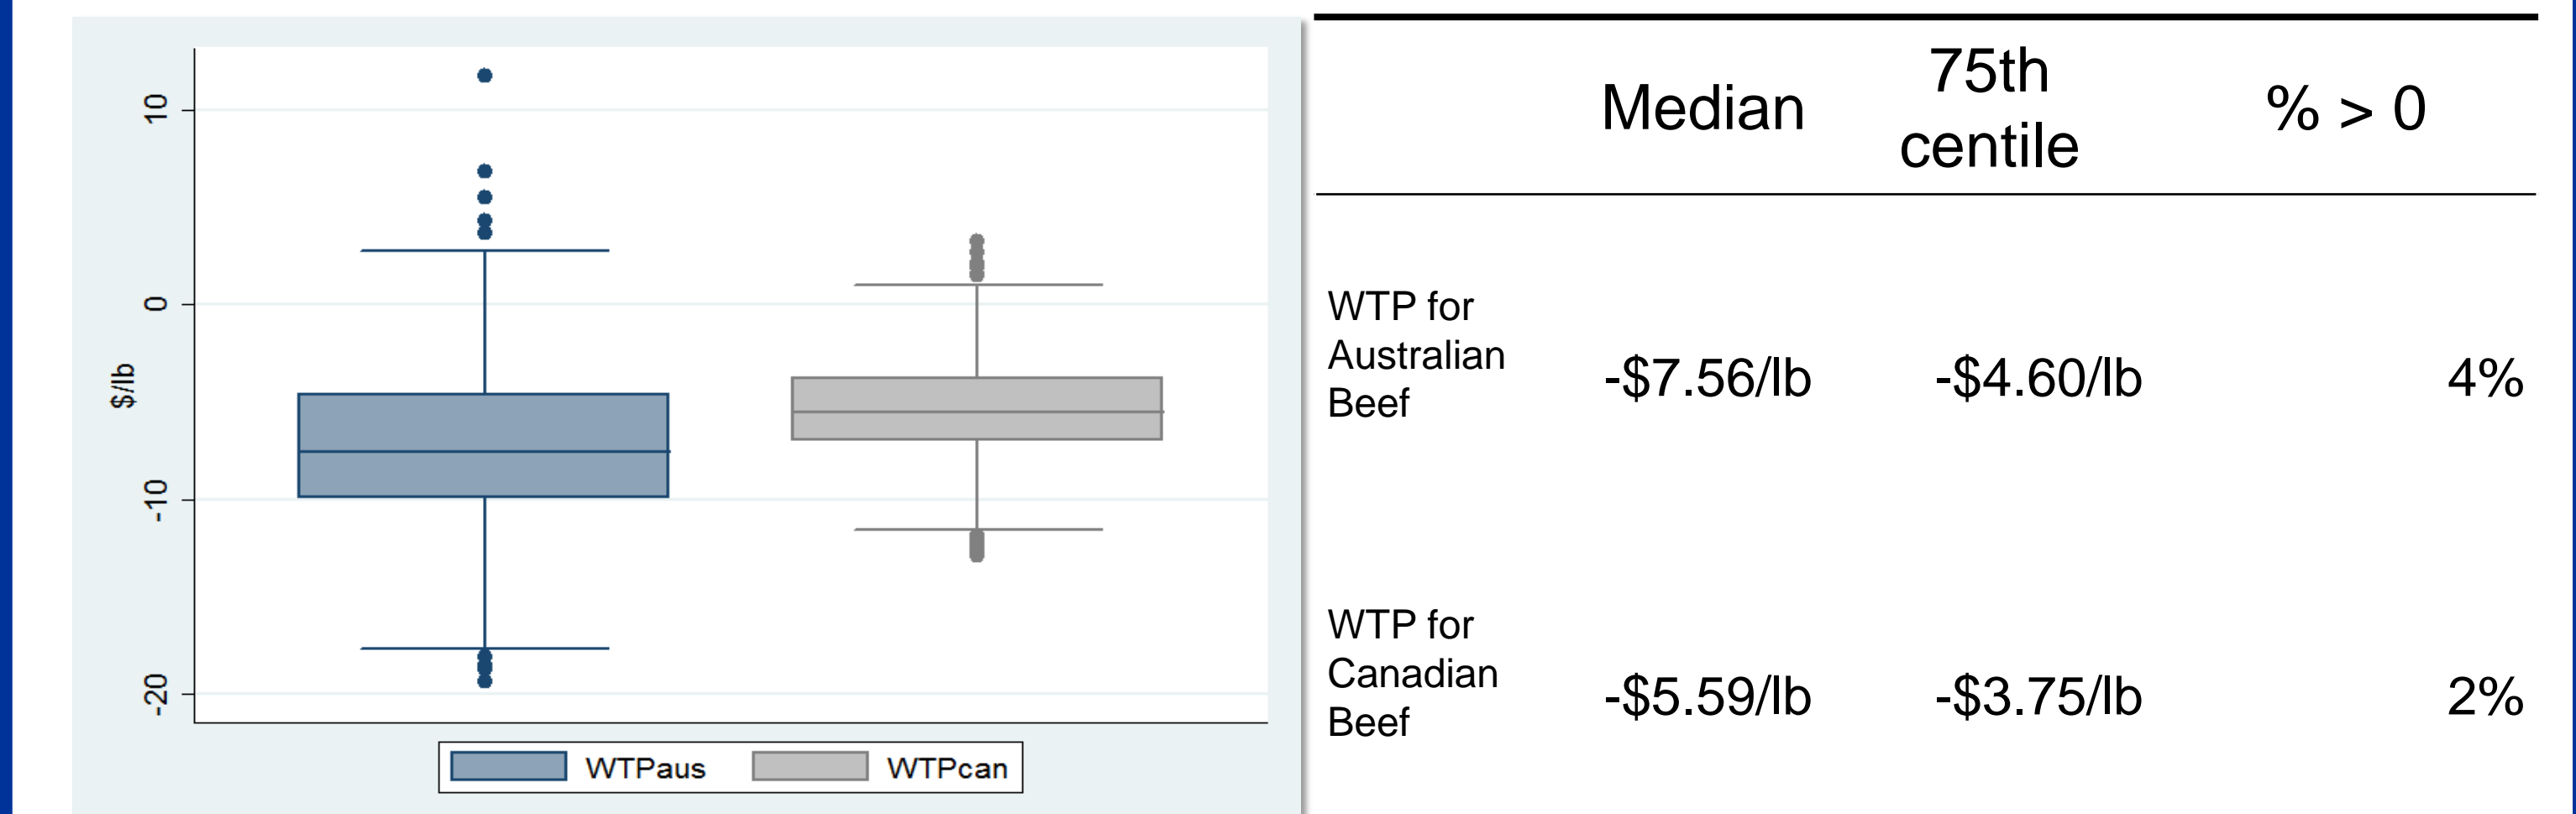 10
0
-10
-20
$/lb
WTPaus WTPcan
Median 75th centile % > 0
WTP for
Australian
Beef
-$7.56/lb -$4.60/lb 4%
WTP for
Canadian
Beef
-$5.59/lb -$3.75/lb 2%